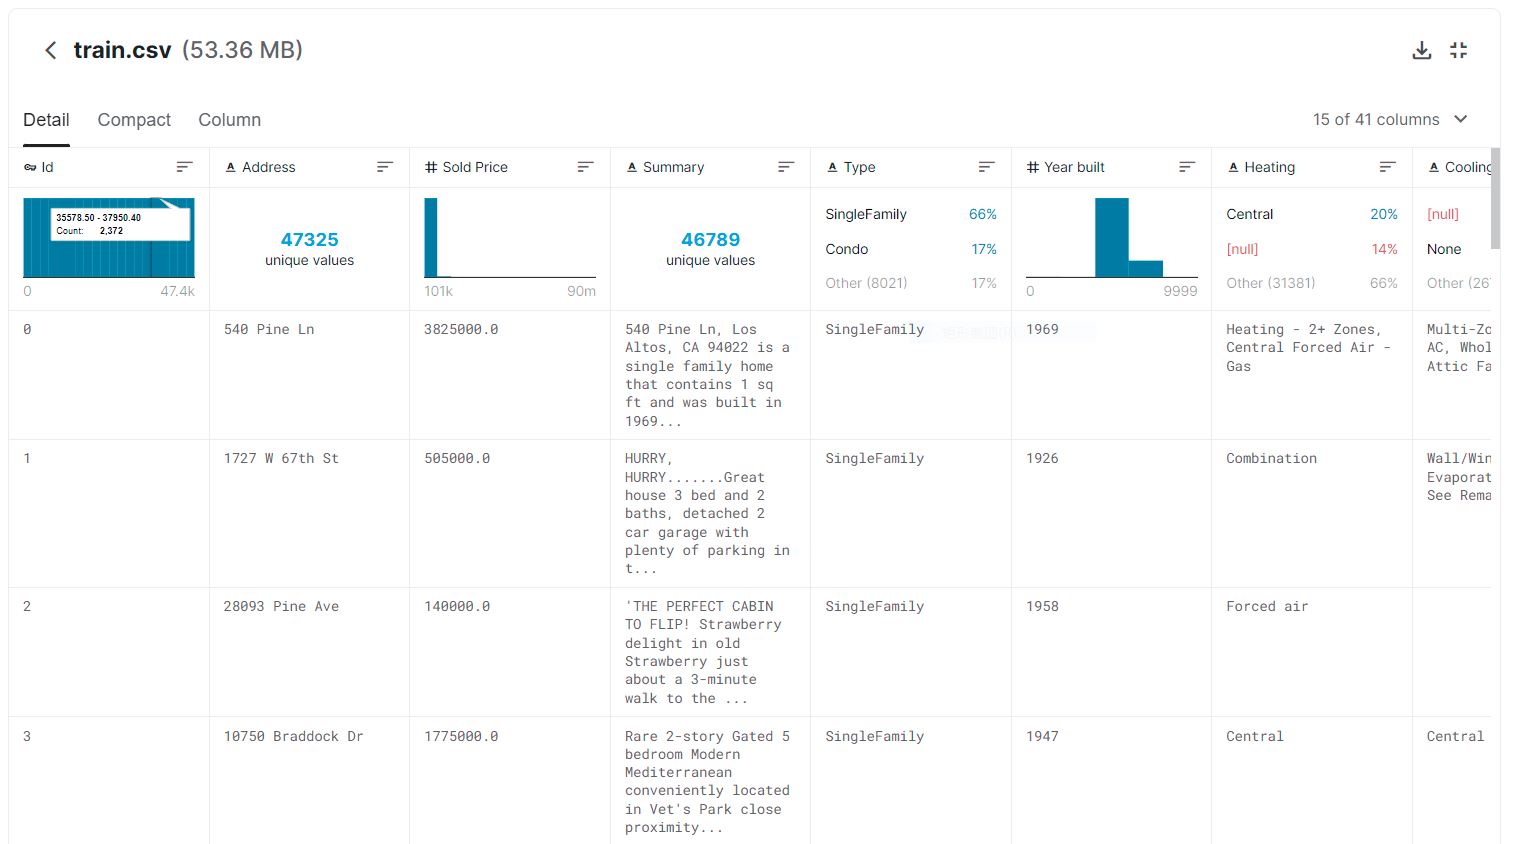 train.csv (53.36 MB)
Detail Compact Column
15 of 41 columns
Id
Address
Sold Price
Summary
Type
Year built
Heating
Cooling
35578.50 - 37950.40
Count: 2,372
0 47.4k
47325
unique values
101k 90m
46789
unique values
SingleFamily 66%
Condo 17%
Other (8021) 17%
0 9999
Central 20%
[null] 14%
Other (31381) 66%
[null]
None
Other (26
0
540 Pine Ln
3825000.0
540 Pine Ln, Los
Altos, CA 94022 is a
single family home
that contains 1 sq
ft and was built in
1969...
SingleFamily
1969
Heating - 2+ Zones,
Central Forced Air -
Gas
Multi-Zo
AC, Whol
Attic Fa
1
1727 W 67th St
505000.0
HURRY,
HURRY.......Great
house 3 bed and 2
baths, detached 2
car garage with
plenty of parking in
t...
SingleFamily
1926
Combination
Wall/Win
Evaporat
See Rema
2
28093 Pine Ave
140000.0
'THE PERFECT CABIN
TO FLIP! Strawberry
delight in old
Strawberry just
about a 3-minute
walk to the ...
SingleFamily
1958
Forced air
3
10750 Braddock Dr
1775000.0
Rare 2-story Gated 5
bedroom Modern
Mediterranean
conveniently located
in Vet's Park close
proximity...
SingleFamily
1947
Central
Central